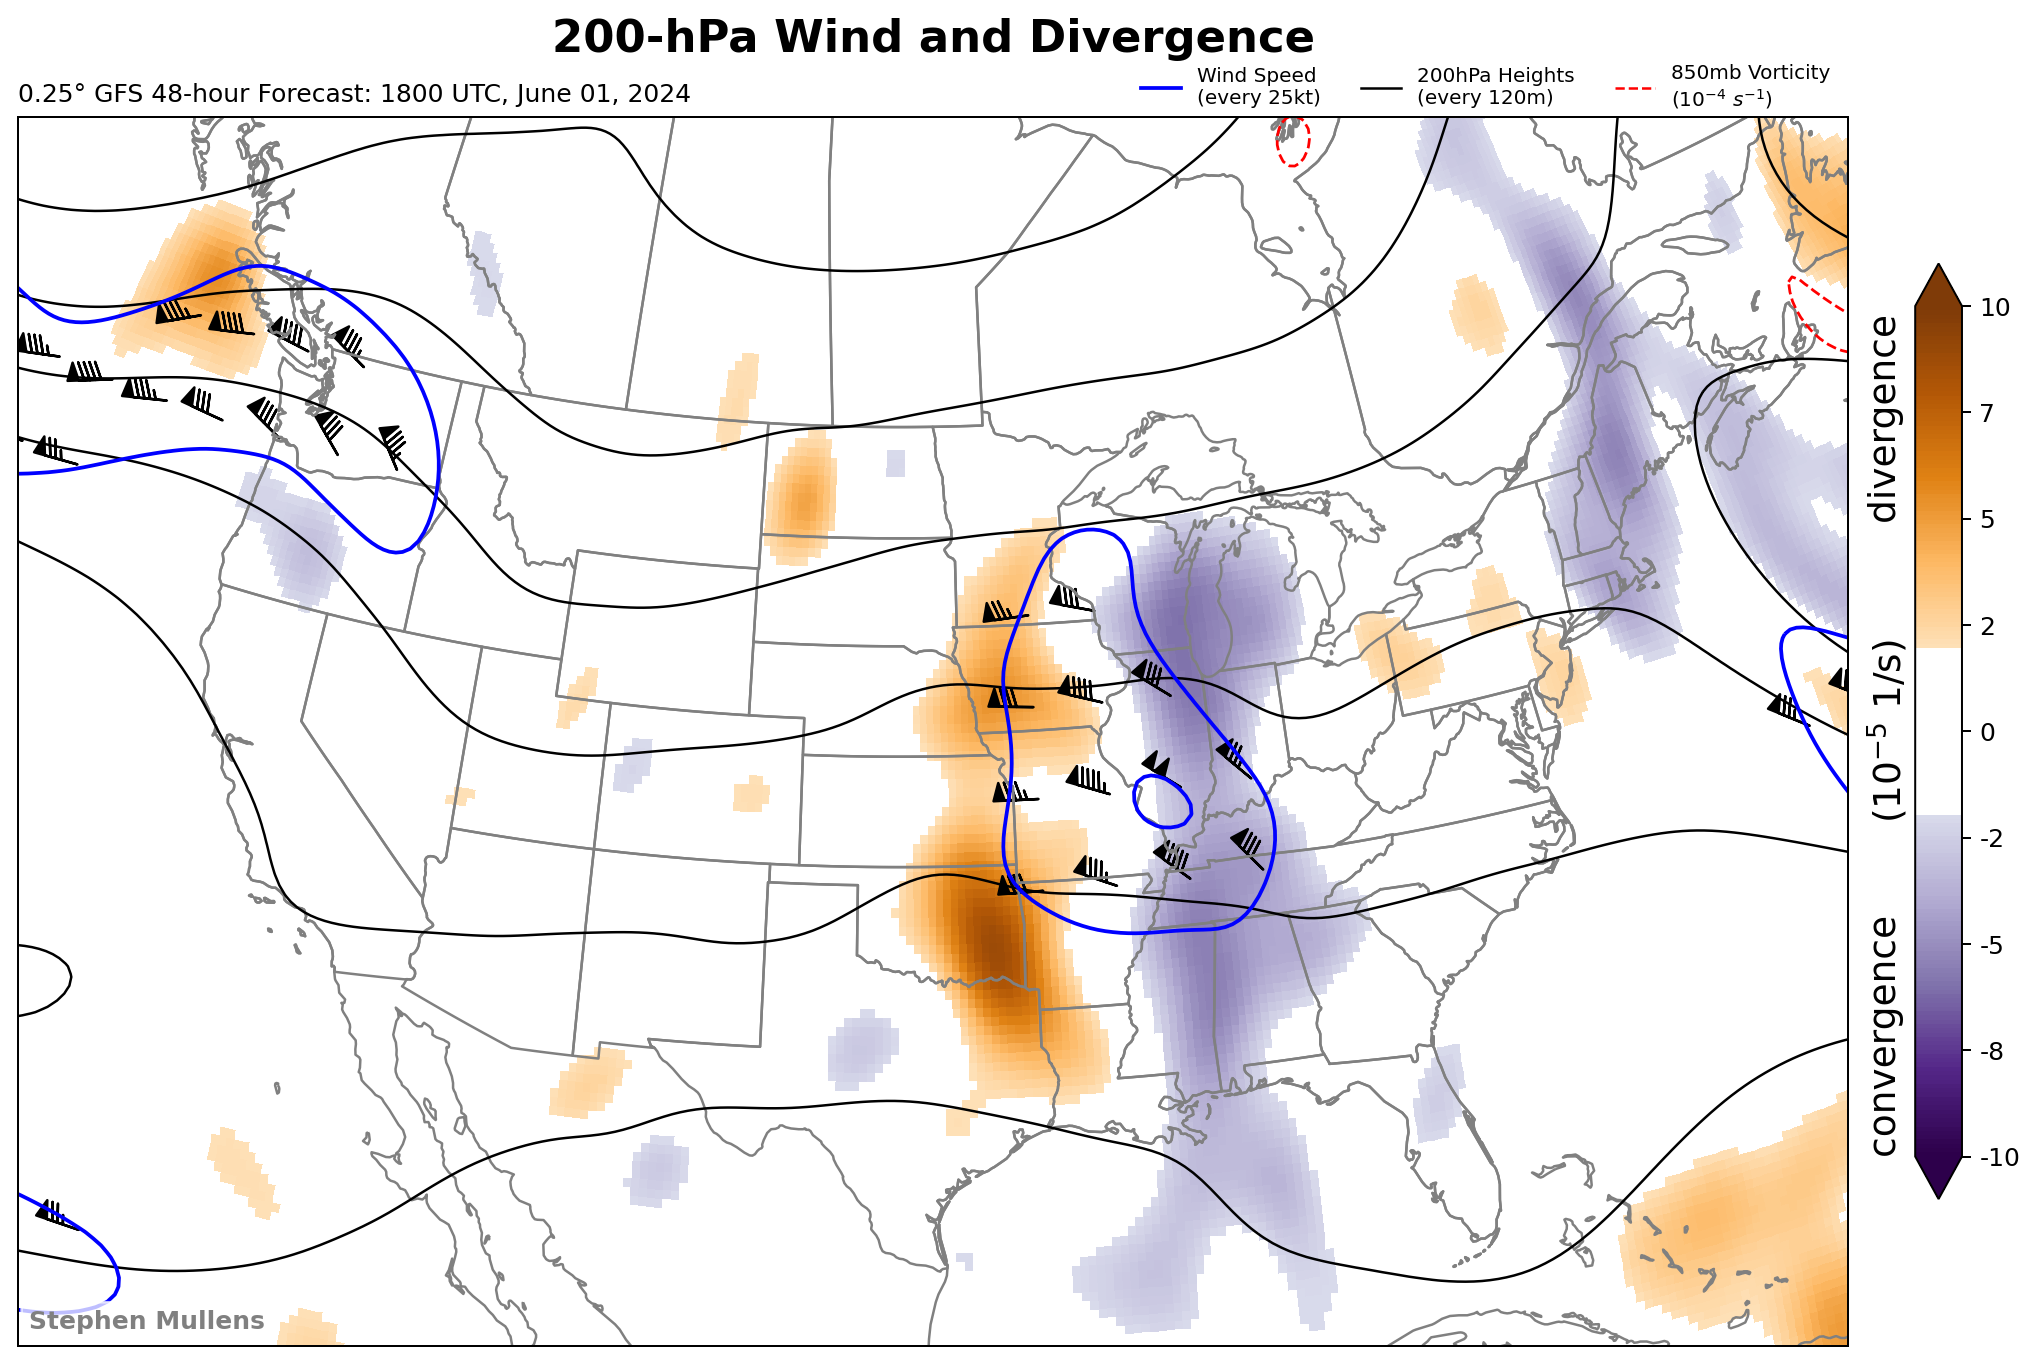 200-hPa Wind and Divergence
0.25° GFS 48-hour Forecast: 1800 UTC, June 01, 2024
Wind Speed
(every 25kt)
200hPa Heights
(every 120m)
850mb Vorticity
(10⁻⁴ s⁻¹)
10
7
5
2
0
-2
-5
-8
-10
convergence (10⁻⁵ 1/s) divergence
Stephen Mullens